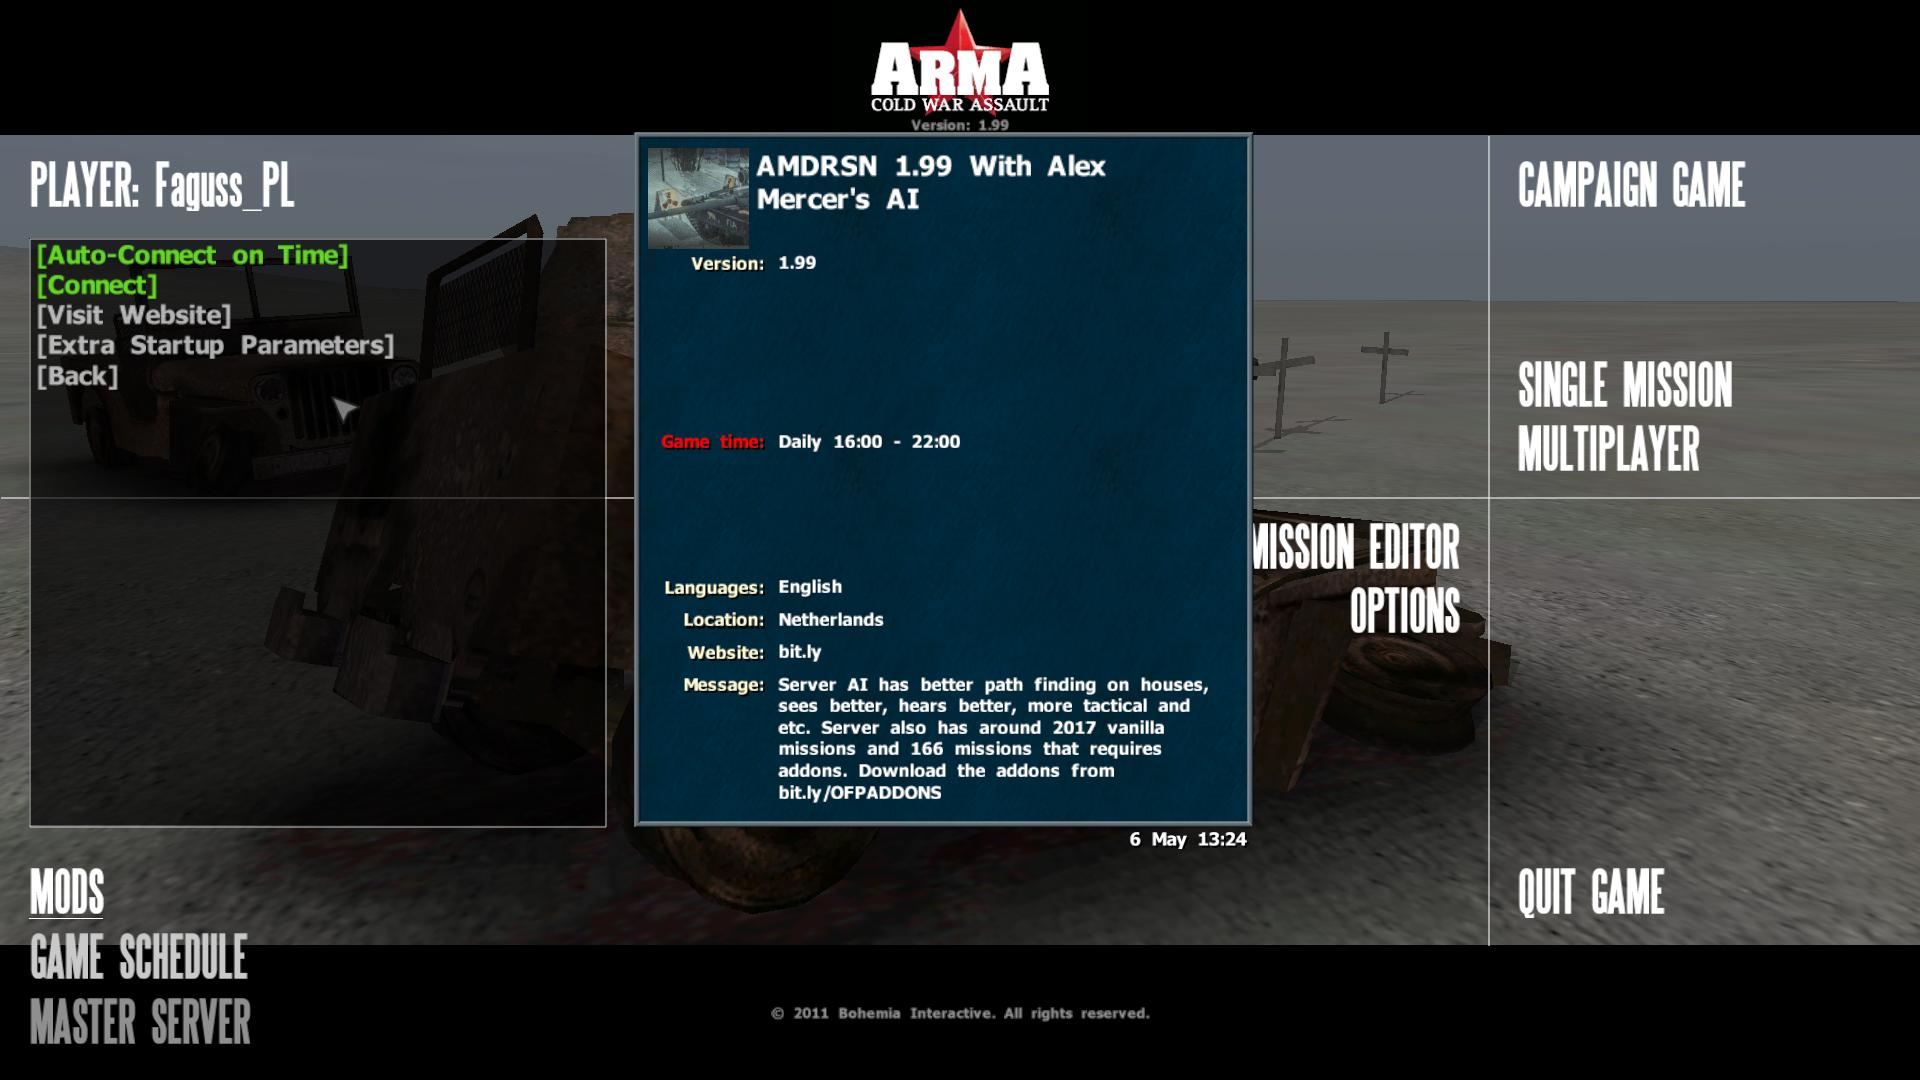 ARMA
COLD WAR ASSAULT
Version: 1.99
PLAYER: Faguss_PL
[Auto-Connect on Time]
[Connect]
[Visit Website]
[Extra Startup Parameters]
[Back]
AMDRSN 1.99 With Alex
Mercer's AI
Version: 1.99
Game time: Daily 16:00 - 22:00
Languages: English
Location: Netherlands
Website: bit.ly
Message: Server AI has better path finding on houses,
sees better, hears better, more tactical and
etc. Server also has around 2017 vanilla
missions and 166 missions that requires
addons. Download the addons from
bit.ly/OFPADDONS
6 May 13:24
CAMPAIGN GAME
SINGLE MISSION
MULTIPLAYER
MISSION EDITOR
OPTIONS
QUIT GAME
MODS
GAME SCHEDULE
MASTER SERVER
© 2011 Bohemia Interactive. All rights reserved.